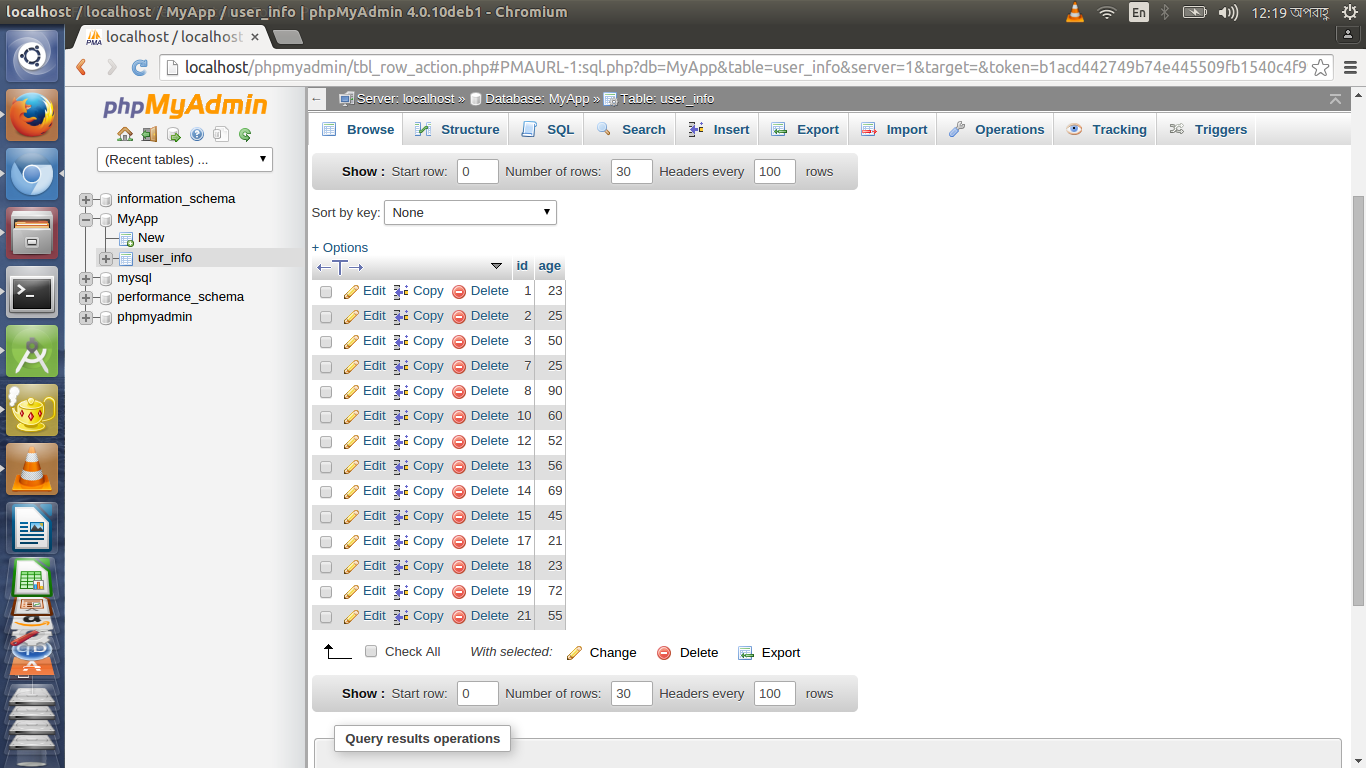 localhost / localhost / MyApp / user_info | phpMyAdmin 4.0.10deb1 - Chromium
En
12:19 অপরাহ্ণ
localhost / localhost
localhost/phpmyadmin/tbl_row_action.php#PMAURL-1:sql.php?db=MyApp&table=user_info&server=1&target=&token=b1acd442749b74e445509fb1540c4f9
phpMyAdmin
(Recent tables) ...
information_schema
MyApp
New
user_info
mysql
performance_schema
phpmyadmin
Server: localhost » Database: MyApp » Table: user_info
Browse Structure SQL Search Insert Export Import Operations Tracking Triggers
Show : Start row: 0 Number of rows: 30 Headers every 100 rows
Sort by key: None
+ Options
id age
Edit Copy Delete 1 23
Edit Copy Delete 2 25
Edit Copy Delete 3 50
Edit Copy Delete 7 25
Edit Copy Delete 8 90
Edit Copy Delete 10 60
Edit Copy Delete 12 52
Edit Copy Delete 13 56
Edit Copy Delete 14 69
Edit Copy Delete 15 45
Edit Copy Delete 17 21
Edit Copy Delete 18 23
Edit Copy Delete 19 72
Edit Copy Delete 21 55
Check All With selected: Change Delete Export
Show : Start row: 0 Number of rows: 30 Headers every 100 rows
Query results operations